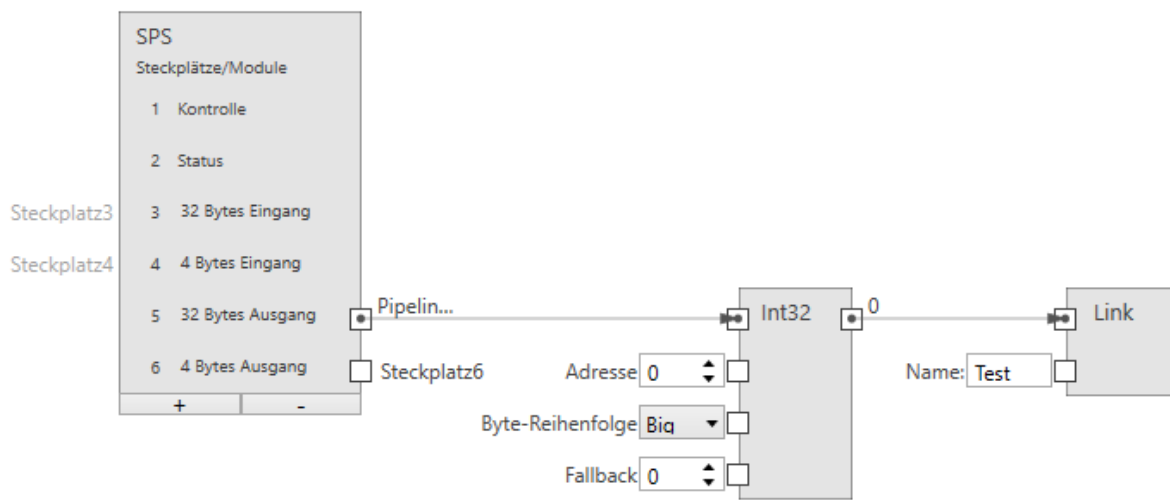 SPS
Steckplätze/Module
1 Kontrolle
2 Status
Steckplatz3 3 32 Bytes Eingang
Steckplatz4 4 4 Bytes Eingang
5 32 Bytes Ausgang Pipelin... Int32 0 Link
6 4 Bytes Ausgang Steckplatz6 Adresse 0 Name: Test
+ -
Byte-Reihenfolge Big
Fallback 0